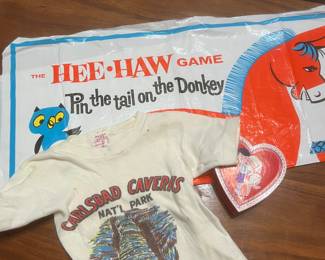 THE HEE-HAW GAME
Pin the tail on the Donkey
CARLSBAD CAVERNS
NAT'L PARK